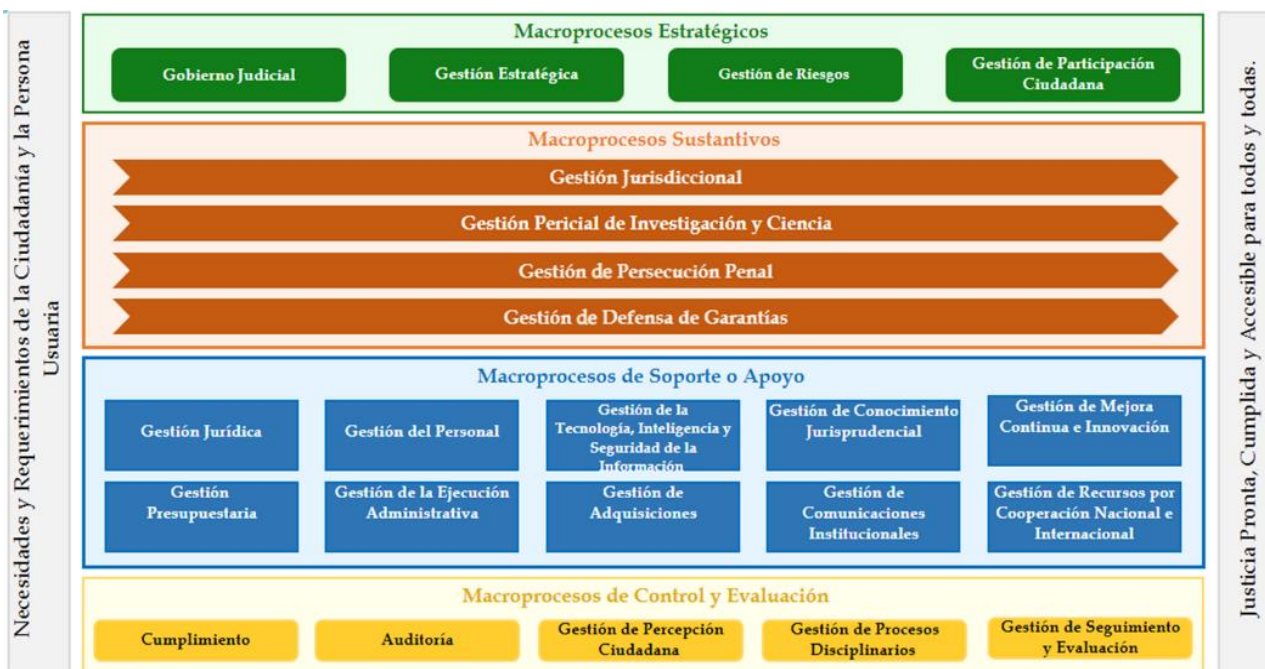 Necesidades y Requerimientos de la Ciudadanía y la Persona
Usuaria
Macroprocesos Estratégicos
Gobierno Judicial
Gestión Estratégica
Gestión de Riesgos
Gestión de Participación
Ciudadana
Macroprocesos Sustantivos
Gestión Jurisdiccional
Gestión Pericial de Investigación y Ciencia
Gestión de Persecución Penal
Gestión de Defensa de Garantías
Macroprocesos de Soporte o Apoyo
Gestión Jurídica
Gestión del Personal
Gestión de la
Tecnología, Inteligencia y
Seguridad de la
Información
Gestión de Conocimiento
Jurisprudencial
Gestión de Mejora
Continua e Innovación
Gestión
Presupuestaria
Gestión de la Ejecución
Administrativa
Gestión de
Adquisiciones
Gestión de
Comunicaciones
Institucionales
Gestión de Recursos por
Cooperación Nacional e
Internacional
Macroprocesos de Control y Evaluación
Cumplimiento
Auditoría
Gestión de Percepción
Ciudadana
Gestión de Procesos
Disciplinarios
Gestión de Seguimiento
y Evaluación
Justicia Pronta, Cumplida y Accesible para todos y todas.